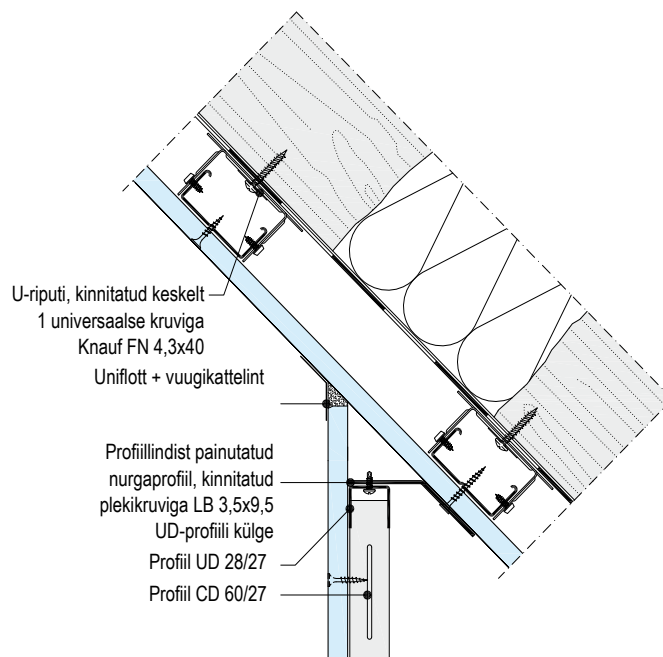 U-riputi, kinnitatud keskelt
1 universaalse kruviga
Knauf FN 4,3x40
Uniflott + vuugikattelint
Profiillindist painutatud
nurgaprofiil, kinnitatud
plekikruviga LB 3,5x9,5
UD-profiili külge
Profiil UD 28/27
Profiil CD 60/27